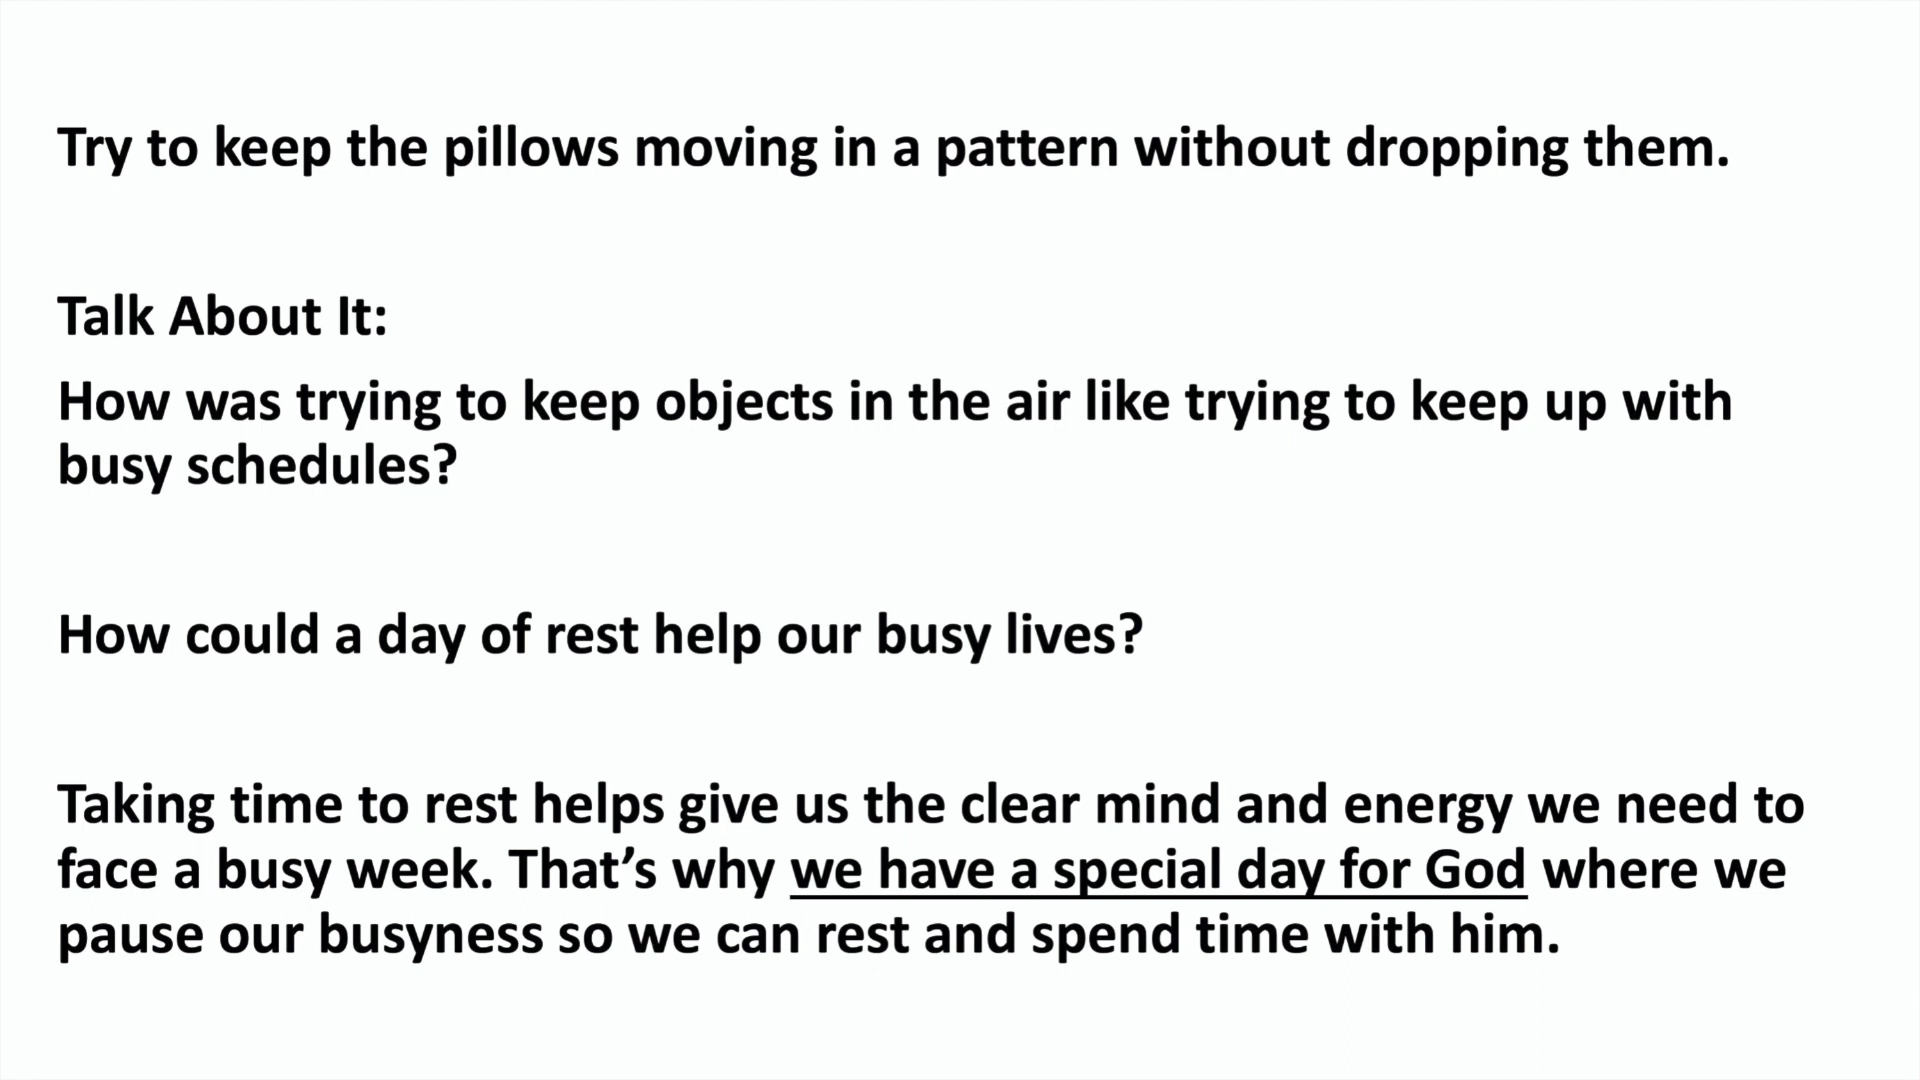 Try to keep the pillows moving in a pattern without dropping them.
Talk About It:
How was trying to keep objects in the air like trying to keep up with
busy schedules?
How could a day of rest help our busy lives?
Taking time to rest helps give us the clear mind and energy we need to
face a busy week. That’s why we have a special day for God where we
pause our busyness so we can rest and spend time with him.